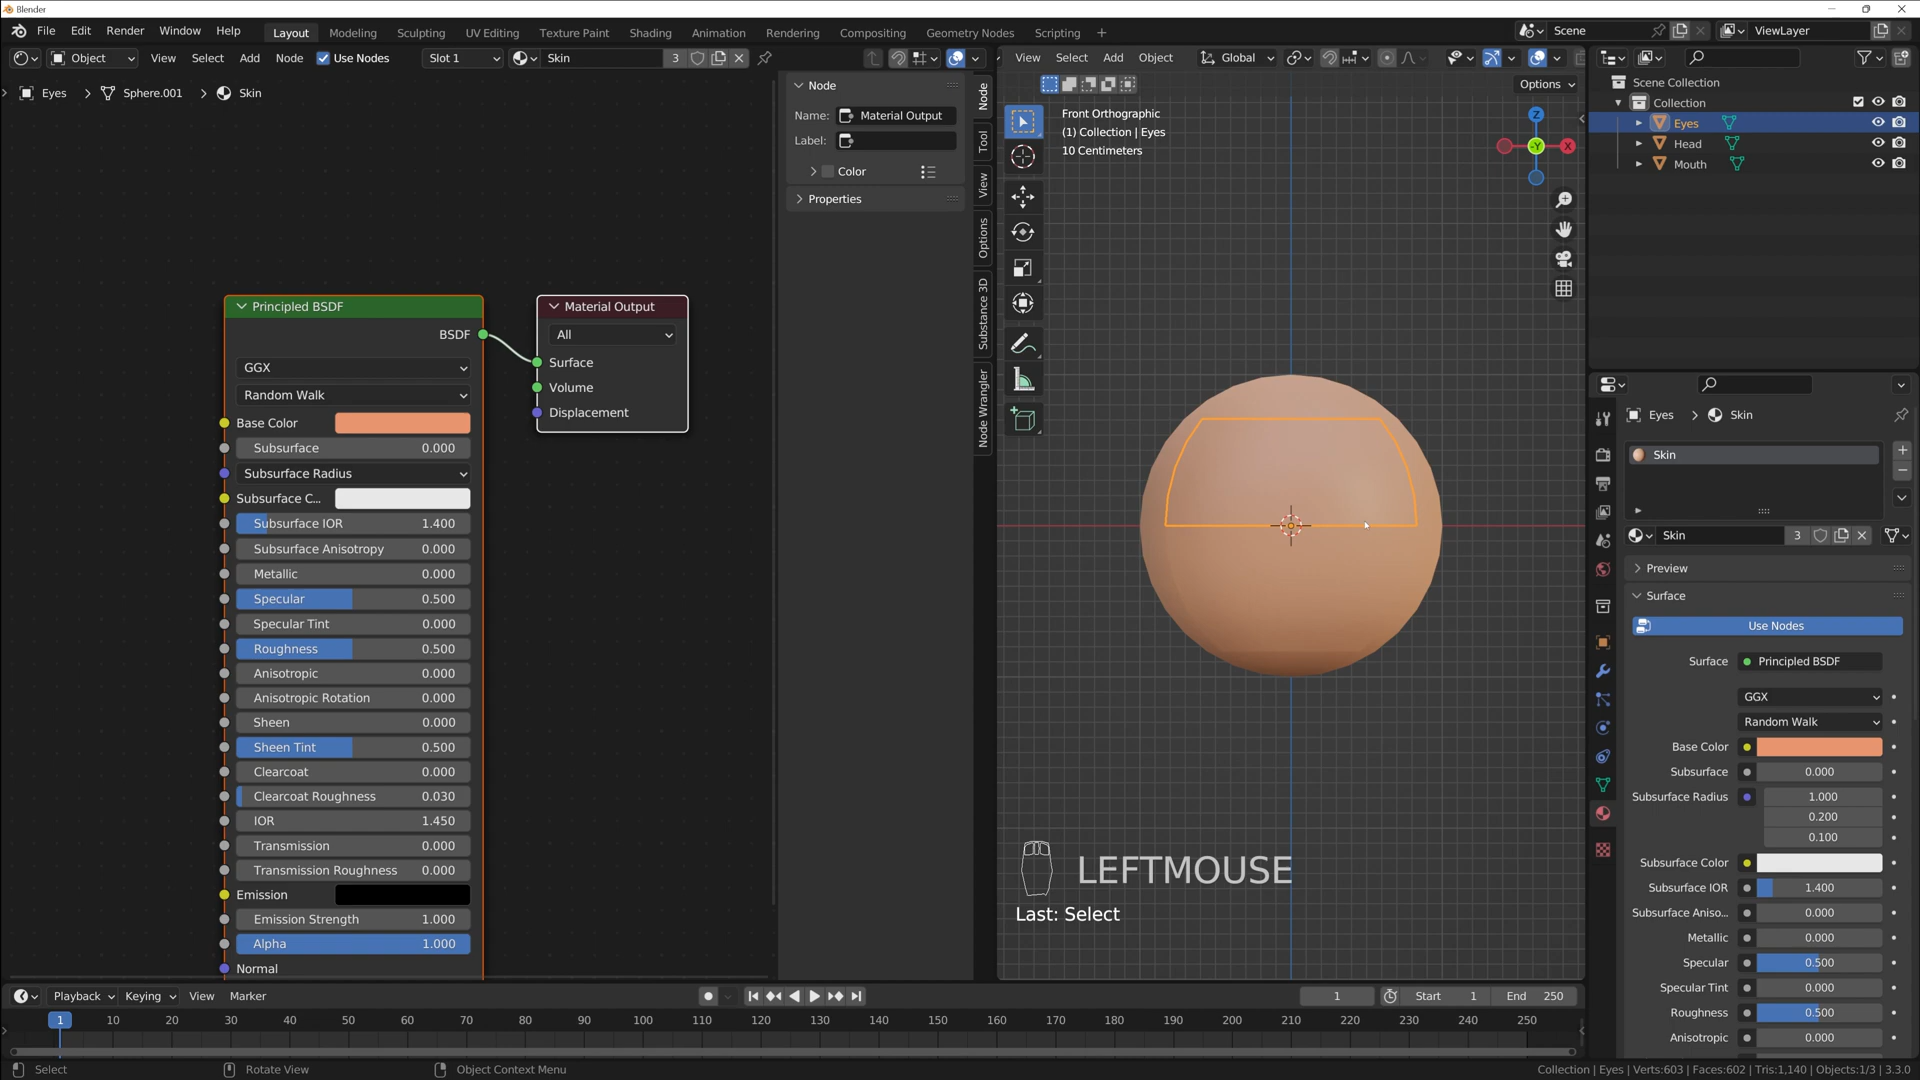 Blender
File Edit Render Window Help
Layout Modeling Sculpting UV Editing Texture Paint Shading Animation Rendering Compositing Geometry Nodes Scripting +
Scene
ViewLayer
Object View Select Add Node Use Nodes Slot 1 Skin 3
View Select Add Object Global
Options
Eyes > Sphere.001 > Skin
Node
Name: Material Output
Label:
Color
Properties
Node
Tool
View
Options
Substance 3D
Node Wrangler
Principled BSDF
BSDF
GGX
Random Walk
Base Color
Subsurface 0.000
Subsurface Radius
Subsurface C...
Subsurface IOR 1.400
Subsurface Anisotropy 0.000
Metallic 0.000
Specular 0.500
Specular Tint 0.000
Roughness 0.500
Anisotropic 0.000
Anisotropic Rotation 0.000
Sheen 0.000
Sheen Tint 0.500
Clearcoat 0.000
Clearcoat Roughness 0.030
IOR 1.450
Transmission 0.000
Transmission Roughness 0.000
Emission
Emission Strength 1.000
Alpha 1.000
Normal
Material Output
All
Surface
Volume
Displacement
Front Orthographic
(1) Collection | Eyes
10 Centimeters
Z
-Y
X
LEFTMOUSE
Last: Select
Scene Collection
Collection
Eyes
Head
Mouth
Eyes > Skin
Skin
Skin 3
Preview
Surface
Use Nodes
Surface Principled BSDF
GGX
Random Walk
Base Color
Subsurface 0.000
Subsurface Radius 1.000
0.200
0.100
Subsurface Color
Subsurface IOR 1.400
Subsurface Aniso... 0.000
Metallic 0.000
Specular 0.500
Specular Tint 0.000
Roughness 0.500
Anisotropic 0.000
Playback Keying View Marker
1 Start 1 End 250
1 10 20 30 40 50 60 70 80 90 100 110 120 130 140 150 160 170 180 190 200 210 220 230 240 250
Select Rotate View Object Context Menu
Collection | Eyes | Verts:603 | Faces:602 | Tris:1,140 | Objects:1/3 | 3.3.0